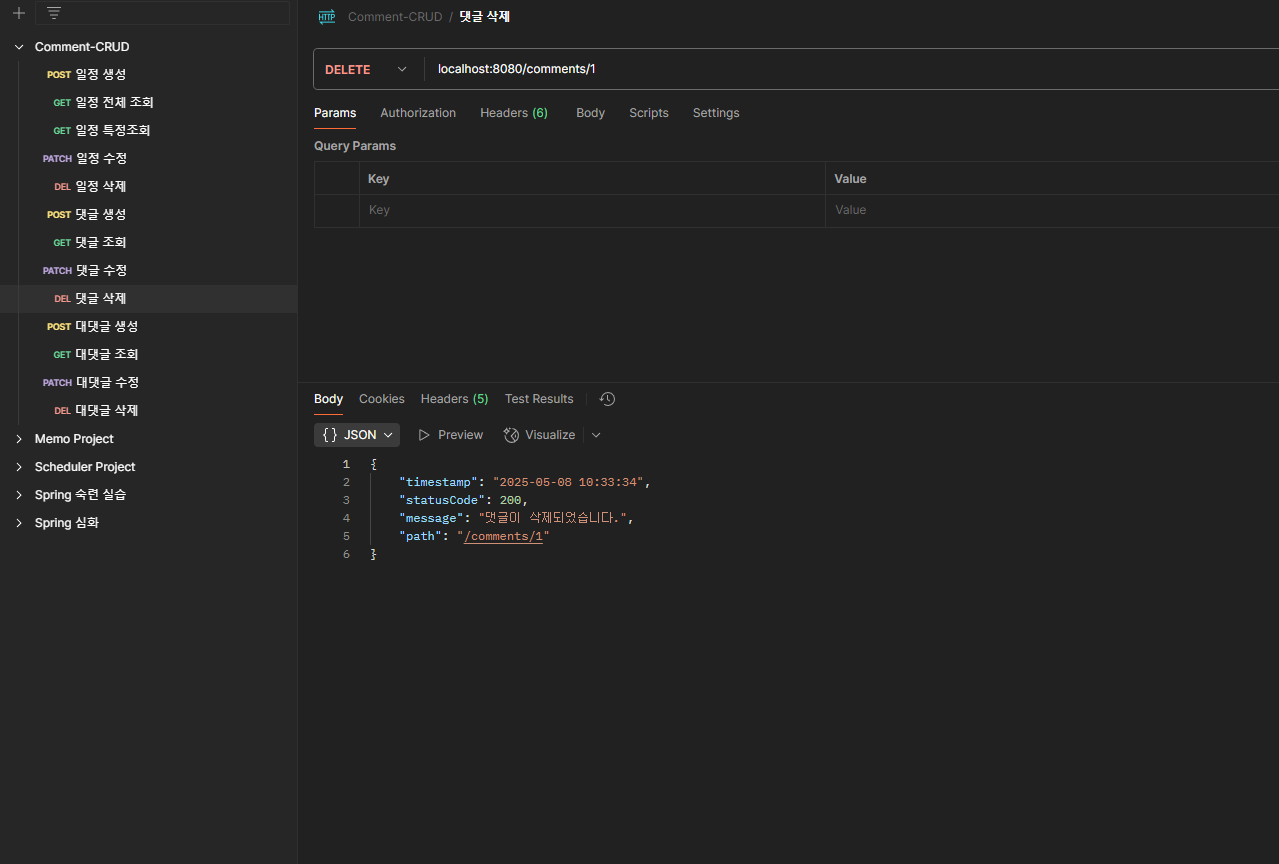 Comment-CRUD
POST 일정 생성
GET 일정 전체 조회
GET 일정 특정조회
PATCH 일정 수정
DEL 일정 삭제
POST 댓글 생성
GET 댓글 조회
PATCH 댓글 수정
DEL 댓글 삭제
POST 대댓글 생성
GET 대댓글 조회
PATCH 대댓글 수정
DEL 대댓글 삭제
Memo Project
Scheduler Project
Spring 숙련 실습
Spring 심화
HTTP Comment-CRUD / 댓글 삭제
DELETE localhost:8080/comments/1
Params Authorization Headers (6) Body Scripts Settings
Query Params
Key Value
Key Value
Body Cookies Headers (5) Test Results
{} JSON Preview Visualize
1 {
2 "timestamp": "2025-05-08 10:33:34",
3 "statusCode": 200,
4 "message": "댓글이 삭제되었습니다.",
5 "path": "/comments/1"
6 }